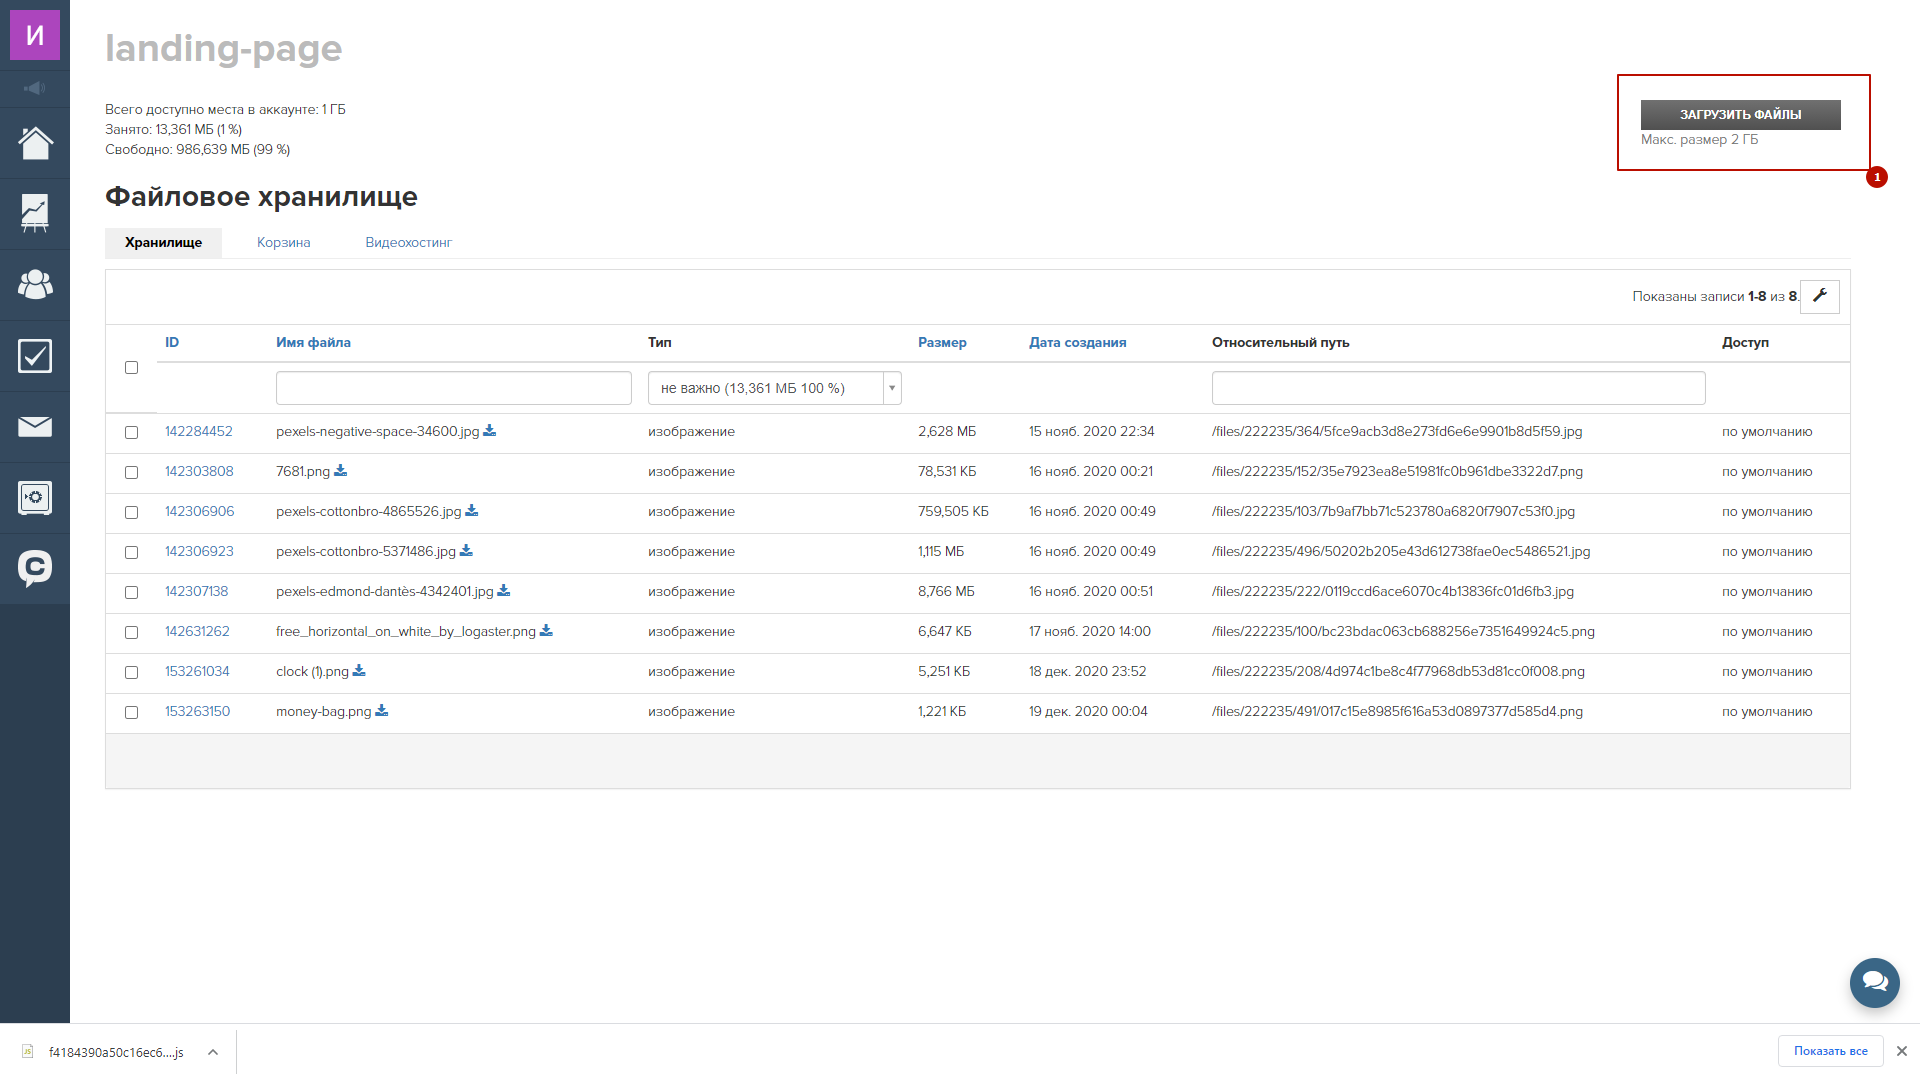 И
landing-page
Всего доступно места в аккаунте: 1 ГБ
Занято: 13,361 МБ (1 %)
Свободно: 986,639 МБ (99 %)
ЗАГРУЗИТЬ ФАЙЛЫ
Макс. размер 2 ГБ
1
Файловое хранилище
Хранилище Корзина Видеохостинг
Показаны записи 1-8 из 8.
ID Имя файла Тип Размер Дата создания Относительный путь Доступ
не важно (13,361 МБ 100 %)
142284452 pexels-negative-space-34600.jpg изображение 2,628 МБ 15 нояб. 2020 22:34 /files/222235/364/5fce9acb3d8e273fd6e6e9901b8d5f59.jpg по умолчанию
142303808 7681.png изображение 78,531 КБ 16 нояб. 2020 00:21 /files/222235/152/35e7923ea8e51981fc0b961dbe3322d7.png по умолчанию
142306906 pexels-cottonbro-4865526.jpg изображение 759,505 КБ 16 нояб. 2020 00:49 /files/222235/103/7b9af7bb71c523780a6820f7907c53f0.jpg по умолчанию
142306923 pexels-cottonbro-5371486.jpg изображение 1,115 МБ 16 нояб. 2020 00:49 /files/222235/496/50202b205e43d612738fae0ec5486521.jpg по умолчанию
142307138 pexels-edmond-dantès-4342401.jpg изображение 8,766 МБ 16 нояб. 2020 00:51 /files/222235/222/0119ccd6ace6070c4b13836fc01d6fb3.jpg по умолчанию
142631262 free_horizontal_on_white_by_logaster.png изображение 6,647 КБ 17 нояб. 2020 14:00 /files/222235/100/bc23bdac063cb688256e7351649924c5.png по умолчанию
153261034 clock (1).png изображение 5,251 КБ 18 дек. 2020 23:52 /files/222235/208/4d974c1be8c4f77968db53d81cc0f008.png по умолчанию
153263150 money-bag.png изображение 1,221 КБ 19 дек. 2020 00:04 /files/222235/491/017c15e8985f616a53d0897377d585d4.png по умолчанию
f4184390a50c16ec6....js
Показать все